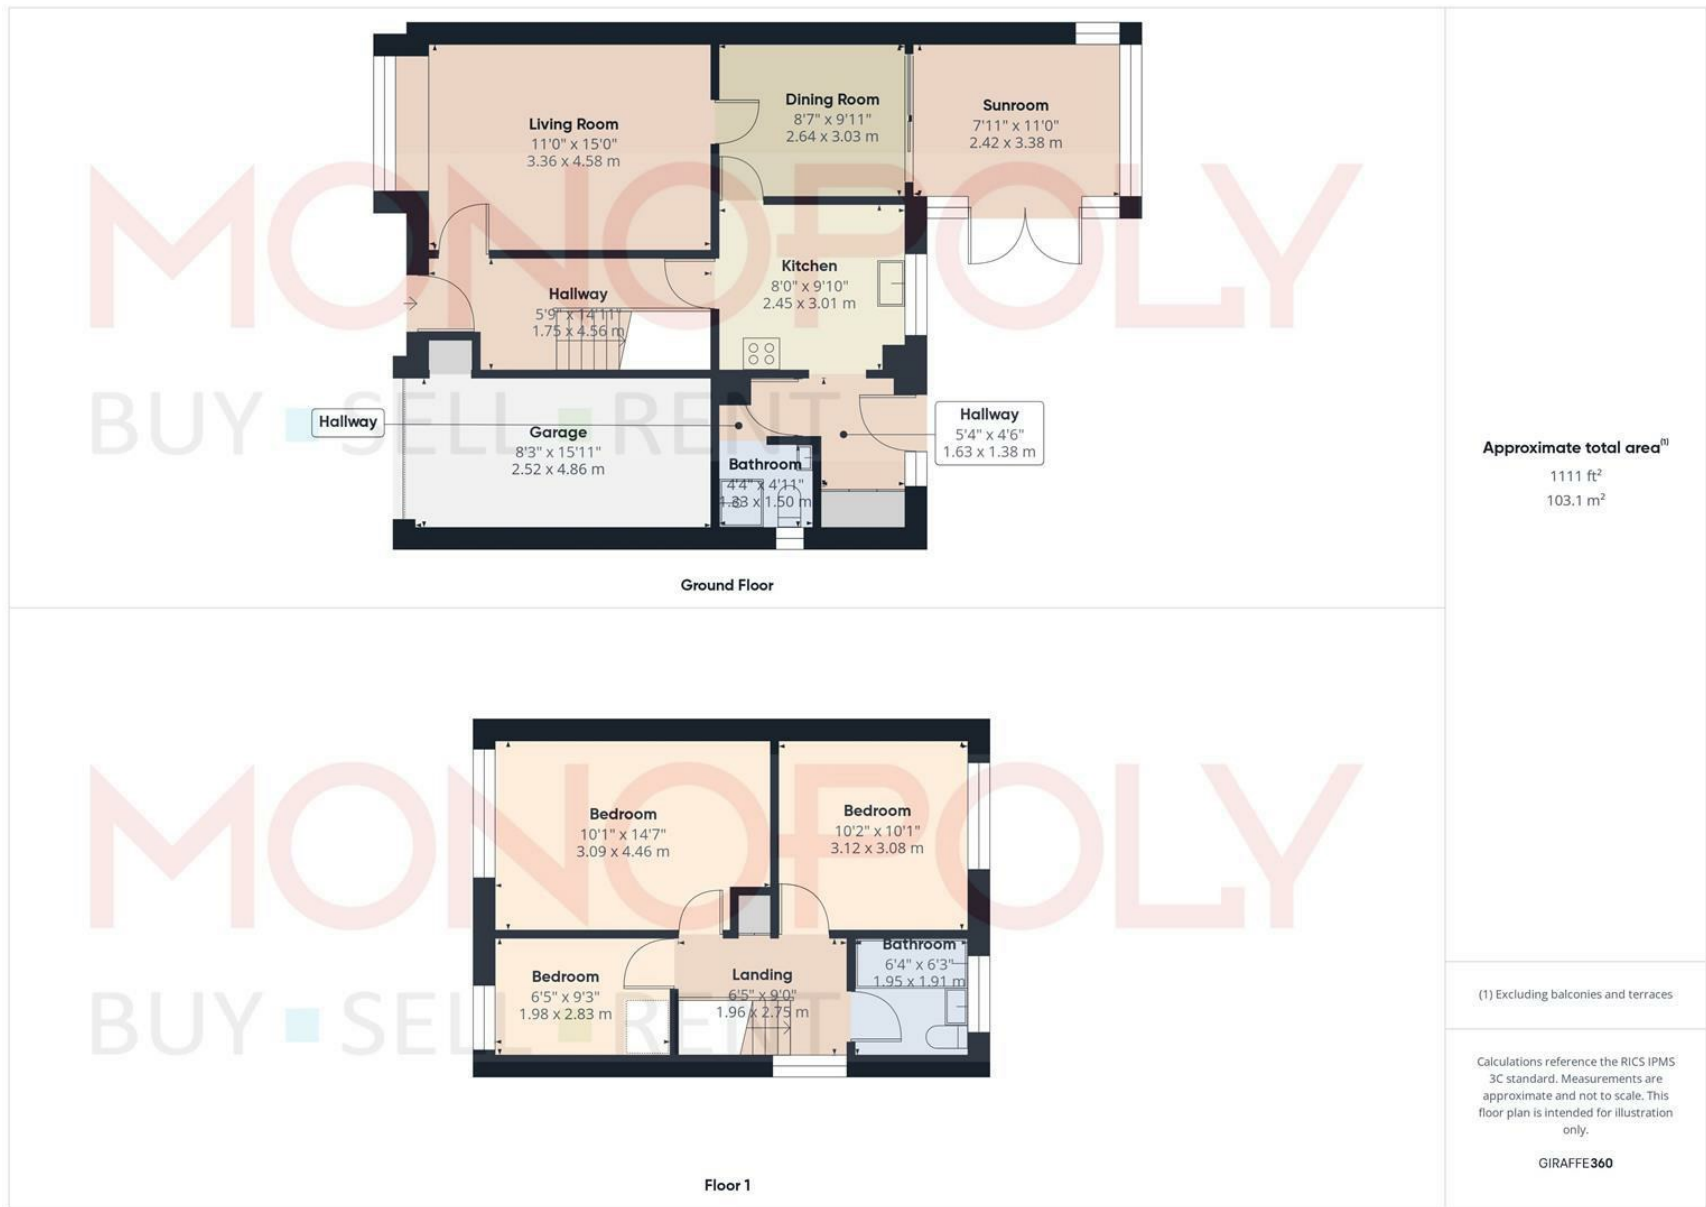 Living Room
11'0" x 15'0"
3.36 x 4.58 m
Dining Room
8'7" x 9'11"
2.64 x 3.03 m
Sunroom
7'11" x 11'0"
2.42 x 3.38 m
MONOPOLY
Kitchen
8'0" x 9'10"
2.45 x 3.01 m
Hallway
5'9" x 14'11"
1.75 x 4.56 m
BUY SELL RENT
Hallway
Garage
8'3" x 15'11"
2.52 x 4.86 m
Bathroom
4'4" x 4'11"
1.33 x 1.50 m
Hallway
5'4" x 4'6"
1.63 x 1.38 m
Ground Floor
MONOPOLY
Bedroom
10'1" x 14'7"
3.09 x 4.46 m
Bedroom
10'2" x 10'1"
3.12 x 3.08 m
Bedroom
6'5" x 9'3"
1.98 x 2.83 m
Landing
6'5" x 9'0"
1.96 x 2.75 m
Bathroom
6'4" x 6'3"
1.95 x 1.91 m
BUY SELL RENT
Floor 1
Approximate total area(1)
1111 ft²
103.1 m²
(1) Excluding balconies and terraces
Calculations reference the RICS IPMS
3C standard. Measurements are
approximate and not to scale. This
floor plan is intended for illustration
only.
GIRAFFE360